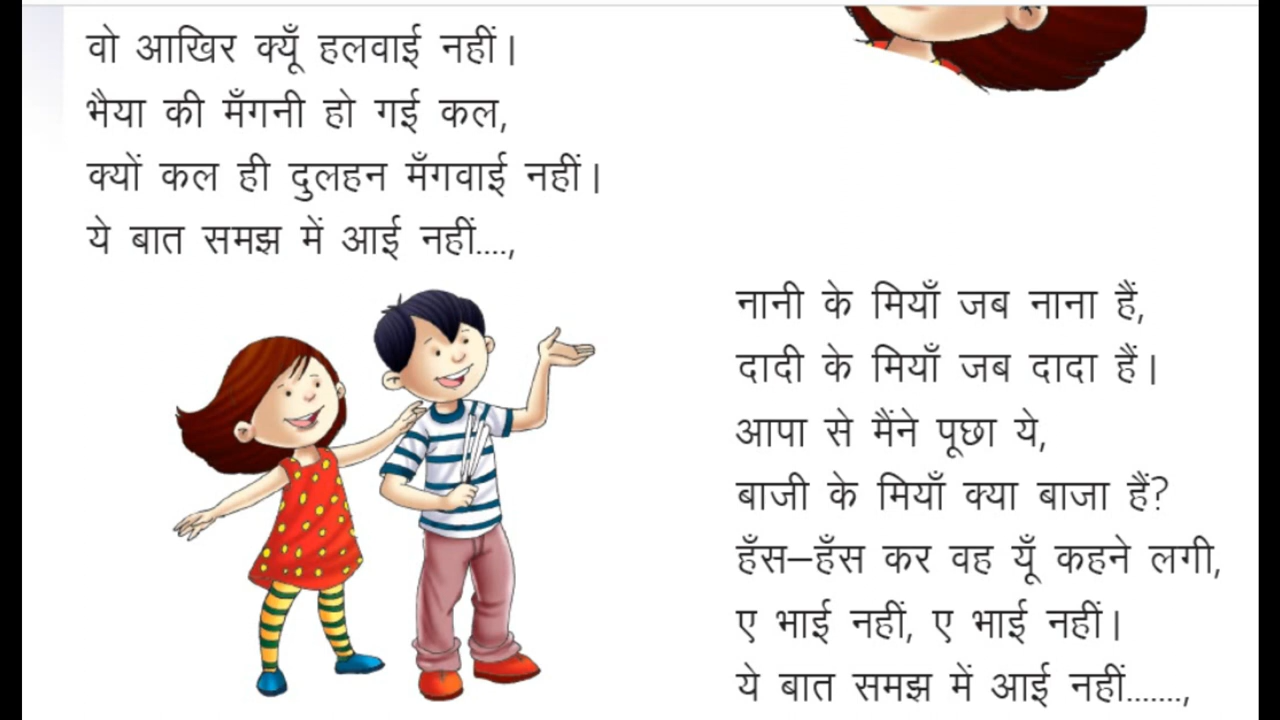 वो आखिर क्यूँ हलवाई नहीं।
भैया की मँगनी हो गई कल,
क्यों कल ही दुलहन मँगवाई नहीं।
ये बात समझ में आई नहीं....,
नानी के मियाँ जब नाना हैं,
दादी के मियाँ जब दादा हैं।
आपा से मैंने पूछा ये,
बाजी के मियाँ क्या बाजा हैं?
हँस–हँस कर वह यूँ कहने लगी,
ए भाई नहीं, ए भाई नहीं।
ये बात समझ में आई नहीं.......,